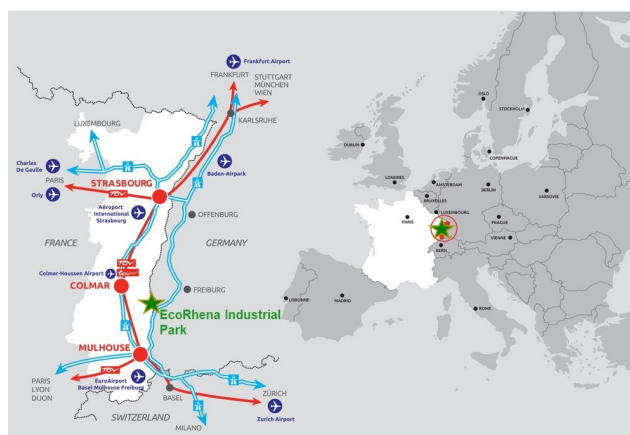 Frankfurt Airport
FRANKFURT
STUTTGART
MÜNCHEN
WIEN
KARLSRUHE
LUXEMBOURG
Charles
De Gaulle
PARIS
Orly
TGV
STRASBOURG
Baden-Airpark
Aéroport
International
Strasbourg
OFFENBURG
FRANCE
GERMANY
TGV
Colmar-Houssen Airport
COLMAR
FREIBURG
EcoRhena Industrial
Park
MULHOUSE
PARIS
LYON
DIJON
TGV
EuroAirport
Basel Mulhouse Freiburg
BASEL
ZÜRICH
Zurich Airport
SWITZERLAND
MILANO
OSLO
STOCKHOLM
DUBLIN
COPENHAGUE
LONDRES
AMSTERDAM
BERLIN
VARSOVIE
BRUXELLES
LUXEMBOURG
PARIS
PRAGUE
VIENNE
BERN
LISBONNE
MADRID
ROME